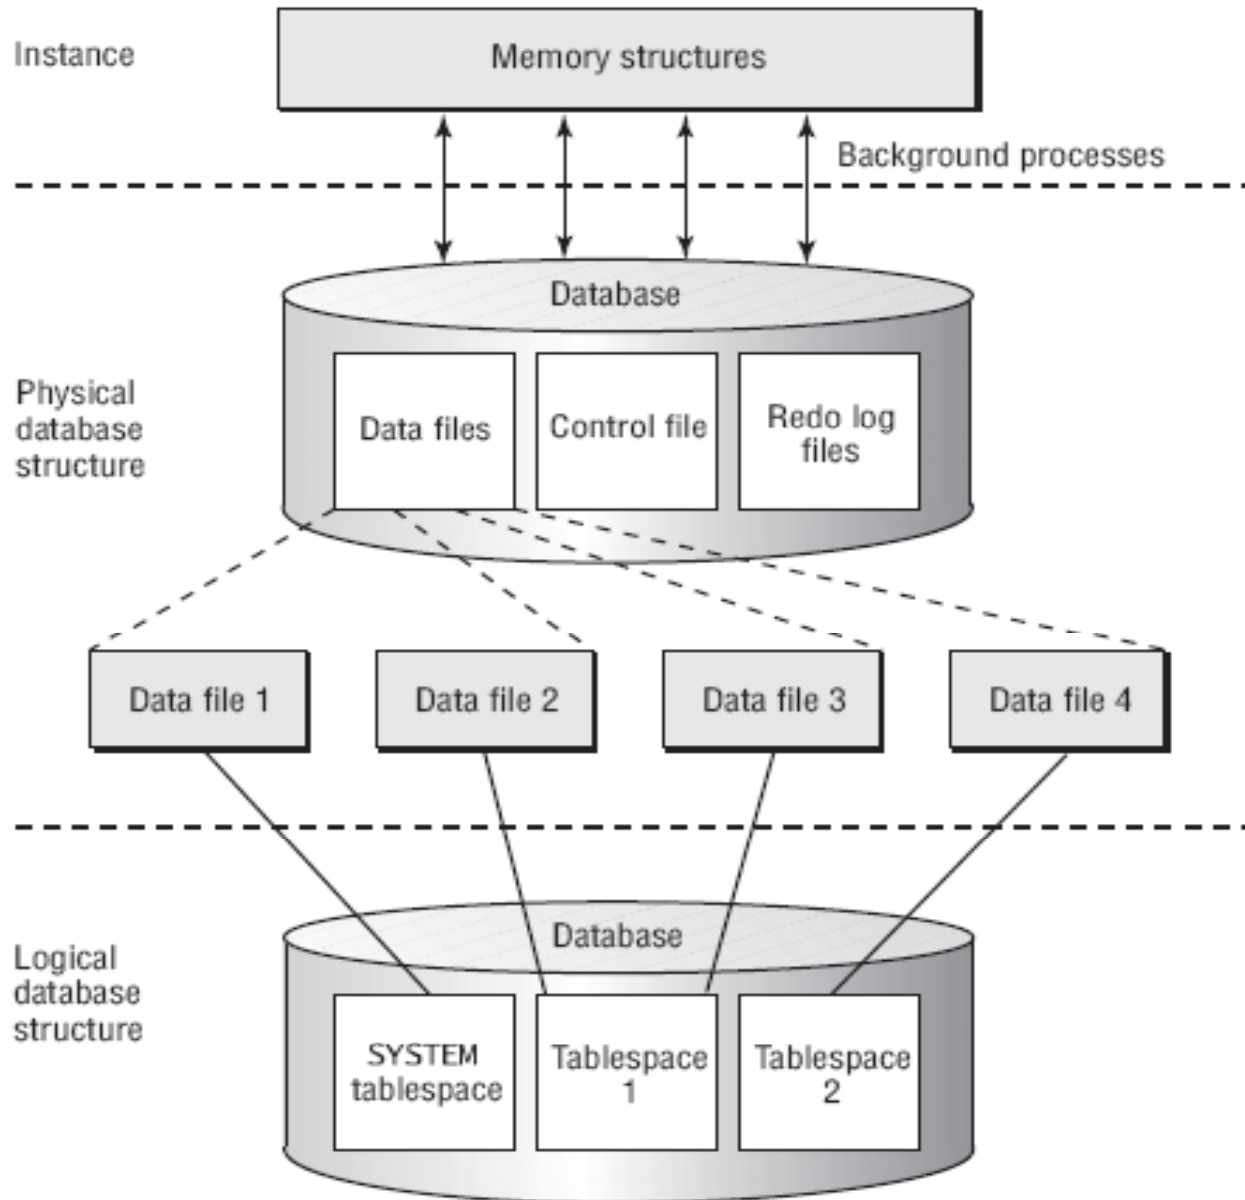 Instance
Memory structures
Background processes
Database
Physical
database
structure
Data files
Control file
Redo log
files
Data file 1
Data file 2
Data file 3
Data file 4
Database
Logical
database
structure
SYSTEM
tablespace
Tablespace
1
Tablespace
2